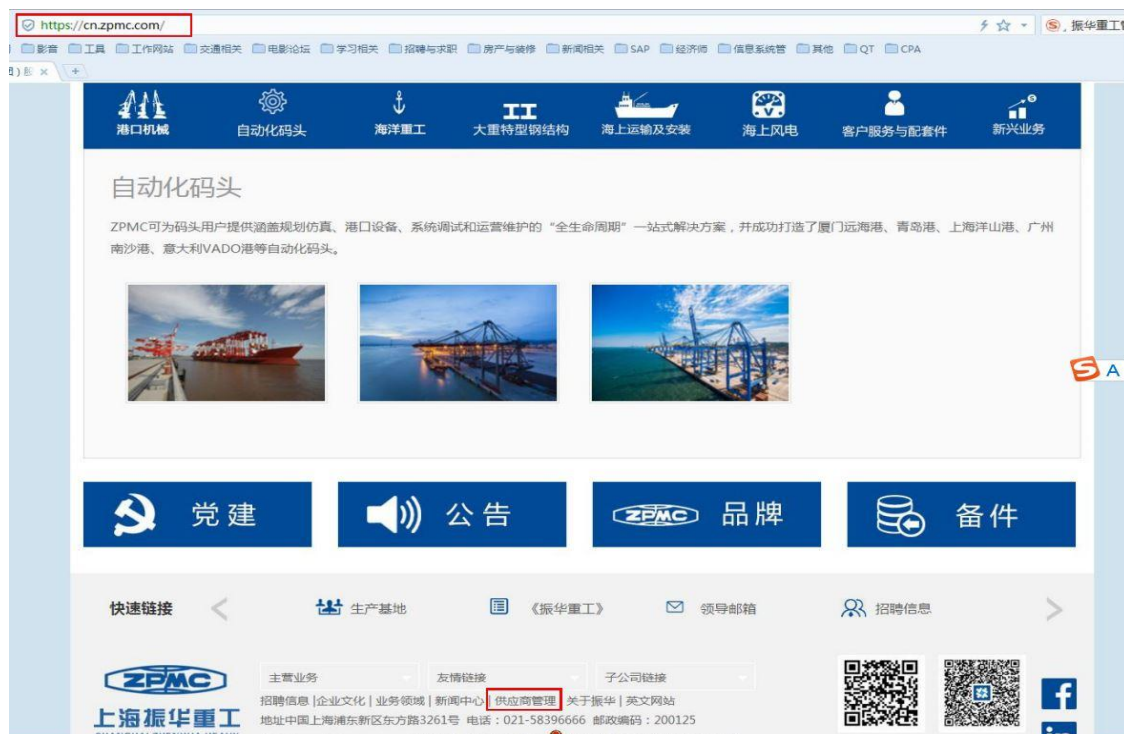 https://cn.zpmc.com/
振华重工
影音 工具 工作网站 交通相关 电影论坛 学习相关 招聘与求职 房产与装修 新闻相关 SAP 经济师 信息系统管 其他 QT CPA
港口机械 自动化码头 海洋重工 大重特型钢结构 海上运输及安装 海上风电 客户服务与配套件 新兴业务
自动化码头
ZPMC可为码头用户提供涵盖规划仿真、港口设备、系统调试和运营维护的“全生命周期”一站式解决方案，并成功打造了厦门远海港、青岛港、上海洋山港、广州
南沙港、意大利VADO港等自动化码头。
S A
党建 公告 ZPMC 品牌 备件
快速链接 生产基地 《振华重工》 领导邮箱 招聘信息
ZPMC
上海振华重工
主营业务 友情链接 子公司链接
招聘信息 |企业文化 | 业务领域 | 新闻中心 | 供应商管理 | 关于振华 | 英文网站
地址中国上海浦东新区东方路3261号 电话：021-58396666 邮政编码：200125
f
in